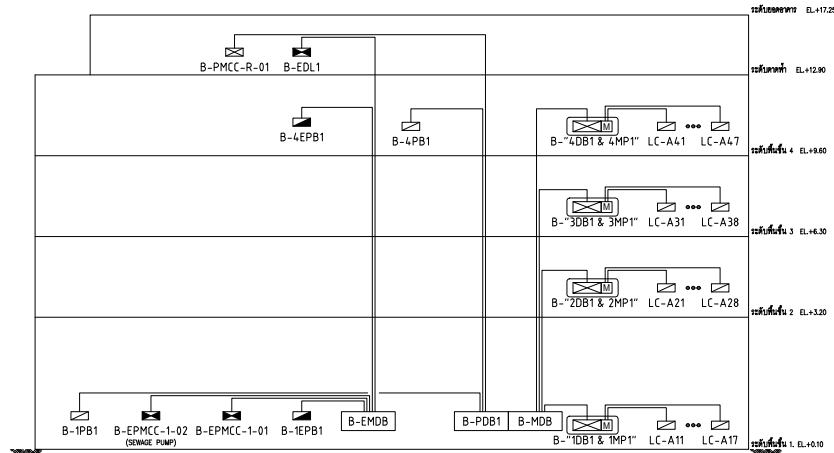 ระดับยอดอาคาร EL.+17.25
B-PMCC-R-01 B-EDL1
ระดับดาดฟ้า EL.+12.90
B-4EPB1 B-4PB1 M B-"4DB1 & 4MP1" LC-A41 LC-A47
ระดับพื้นชั้น 4 EL.+9.60
M B-"3DB1 & 3MP1" LC-A31 LC-A38
ระดับพื้นชั้น 3 EL.+6.30
M B-"2DB1 & 2MP1" LC-A21 LC-A28
ระดับพื้นชั้น 2 EL.+3.20
B-EMDB B-PDB1 B-MDB M
B-1PB1 B-EPMCC-1-02 B-EPMCC-1-01 B-1EPB1 B-"1DB1 & 1MP1" LC-A11 LC-A17
(SEWAGE PUMP)
ระดับพื้นชั้น 1. EL.+0.10